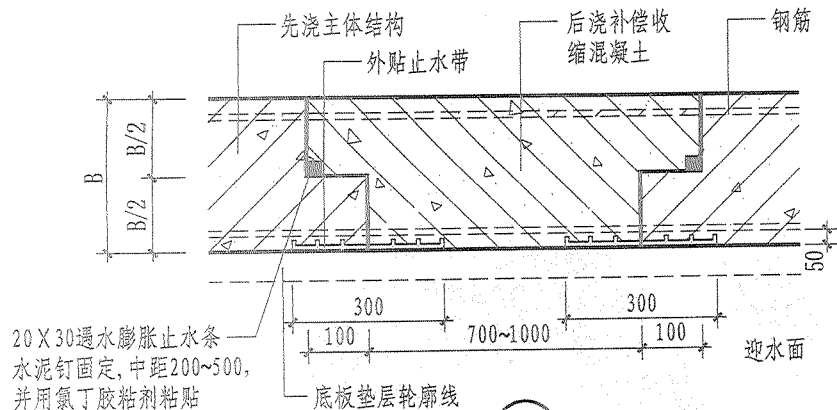 先浇主体结构
外贴止水带
后浇补偿收
缩混凝土
钢筋
B
B/2
B/2
50
300
300
100
700~1000
100
迎水面
20X30遇水膨胀止水条
水泥钉固定,中距200~500,
并用氯丁胶粘剂粘贴
底板垫层轮廓线